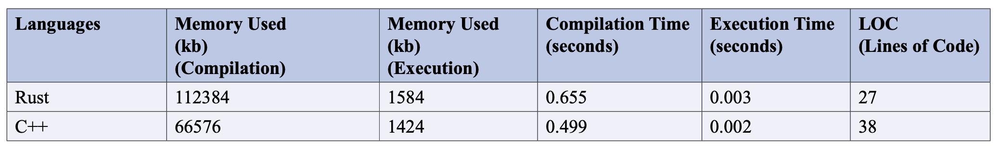 Languages
Memory Used
(kb)
(Compilation)
Memory Used
(kb)
(Execution)
Compilation Time
(seconds)
Execution Time
(seconds)
LOC
(Lines of Code)
Rust 112384 1584 0.655 0.003 27
C++ 66576 1424 0.499 0.002 38